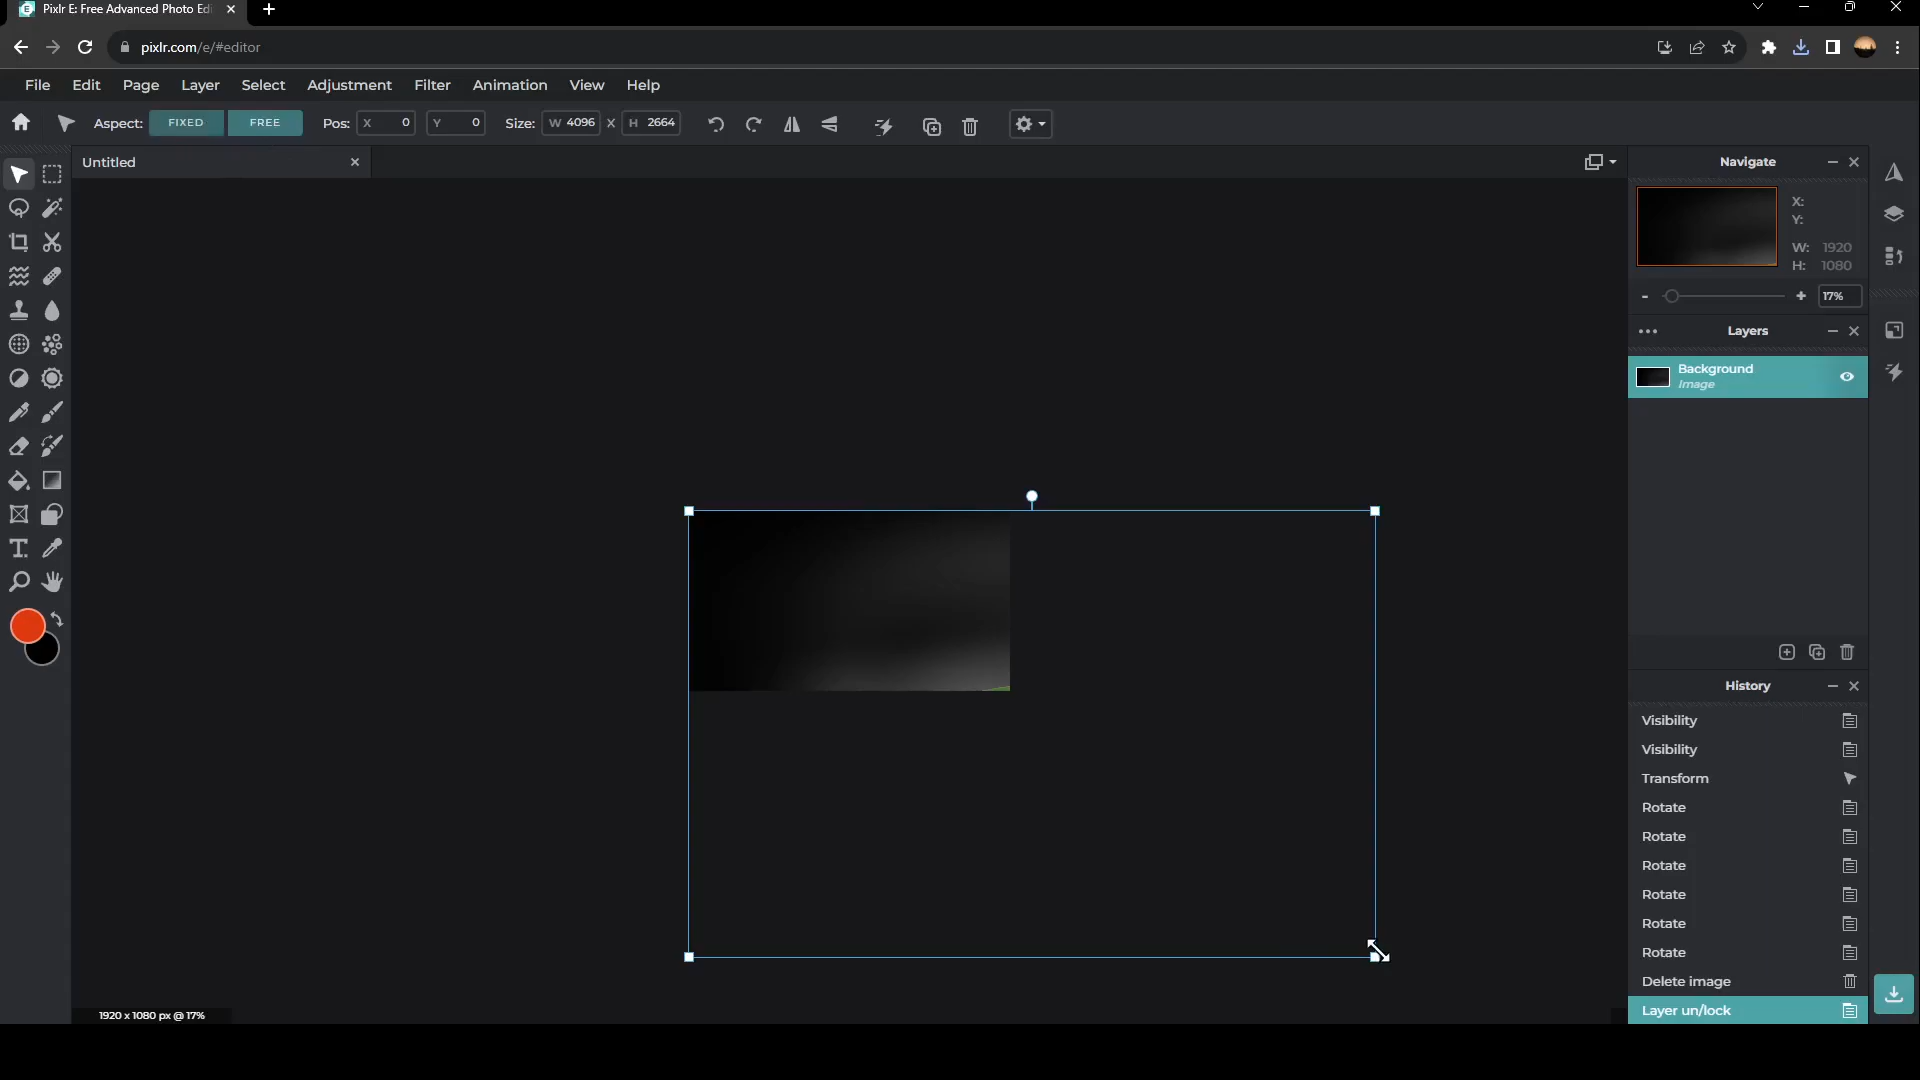 Pixlr E: Free Advanced Photo Edi
pixlr.com/e/#editor
File Edit Page Layer Select Adjustment Filter Animation View Help
Aspect: FIXED FREE Pos: X 0 Y 0 Size: W 4096 X H 2664
Untitled
Navigate
X:
Y:
W: 1920
H: 1080
- + 17%
Layers
Background
Image
History
Visibility
Visibility
Transform
Rotate
Rotate
Rotate
Rotate
Rotate
Rotate
Delete image
Layer un/lock
1920 x 1080 px @ 17%